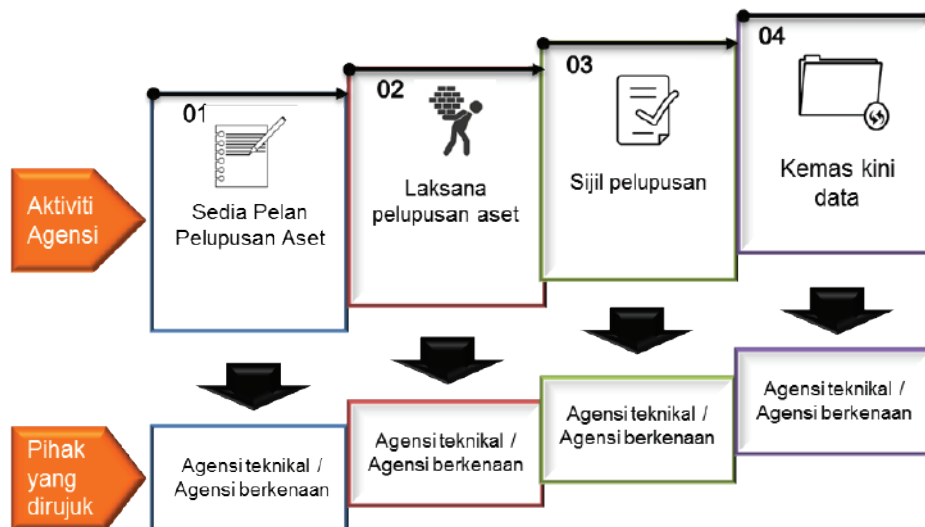 01
Sedia Pelan
Pelupusan Aset
02
Laksana
pelupusan aset
03
Sijil pelupusan
04
Kemas kini
data
Aktiviti
Agensi
Agensi teknikal /
Agensi berkenaan
Agensi teknikal /
Agensi berkenaan
Agensi teknikal /
Agensi berkenaan
Agensi teknikal /
Agensi berkenaan
Pihak
yang
dirujuk